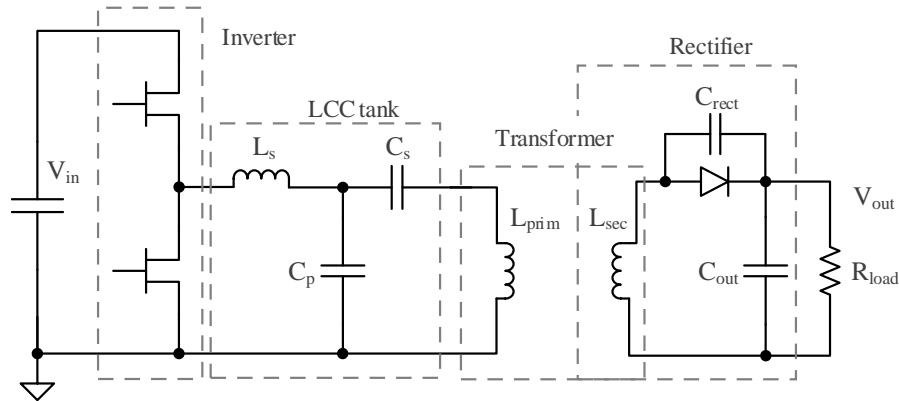 Inverter
Rectifier
LCC tank
Transformer
C_rect
L_s
C_s
V_in
V_out
L_prim
L_sec
C_p
C_out
R_load